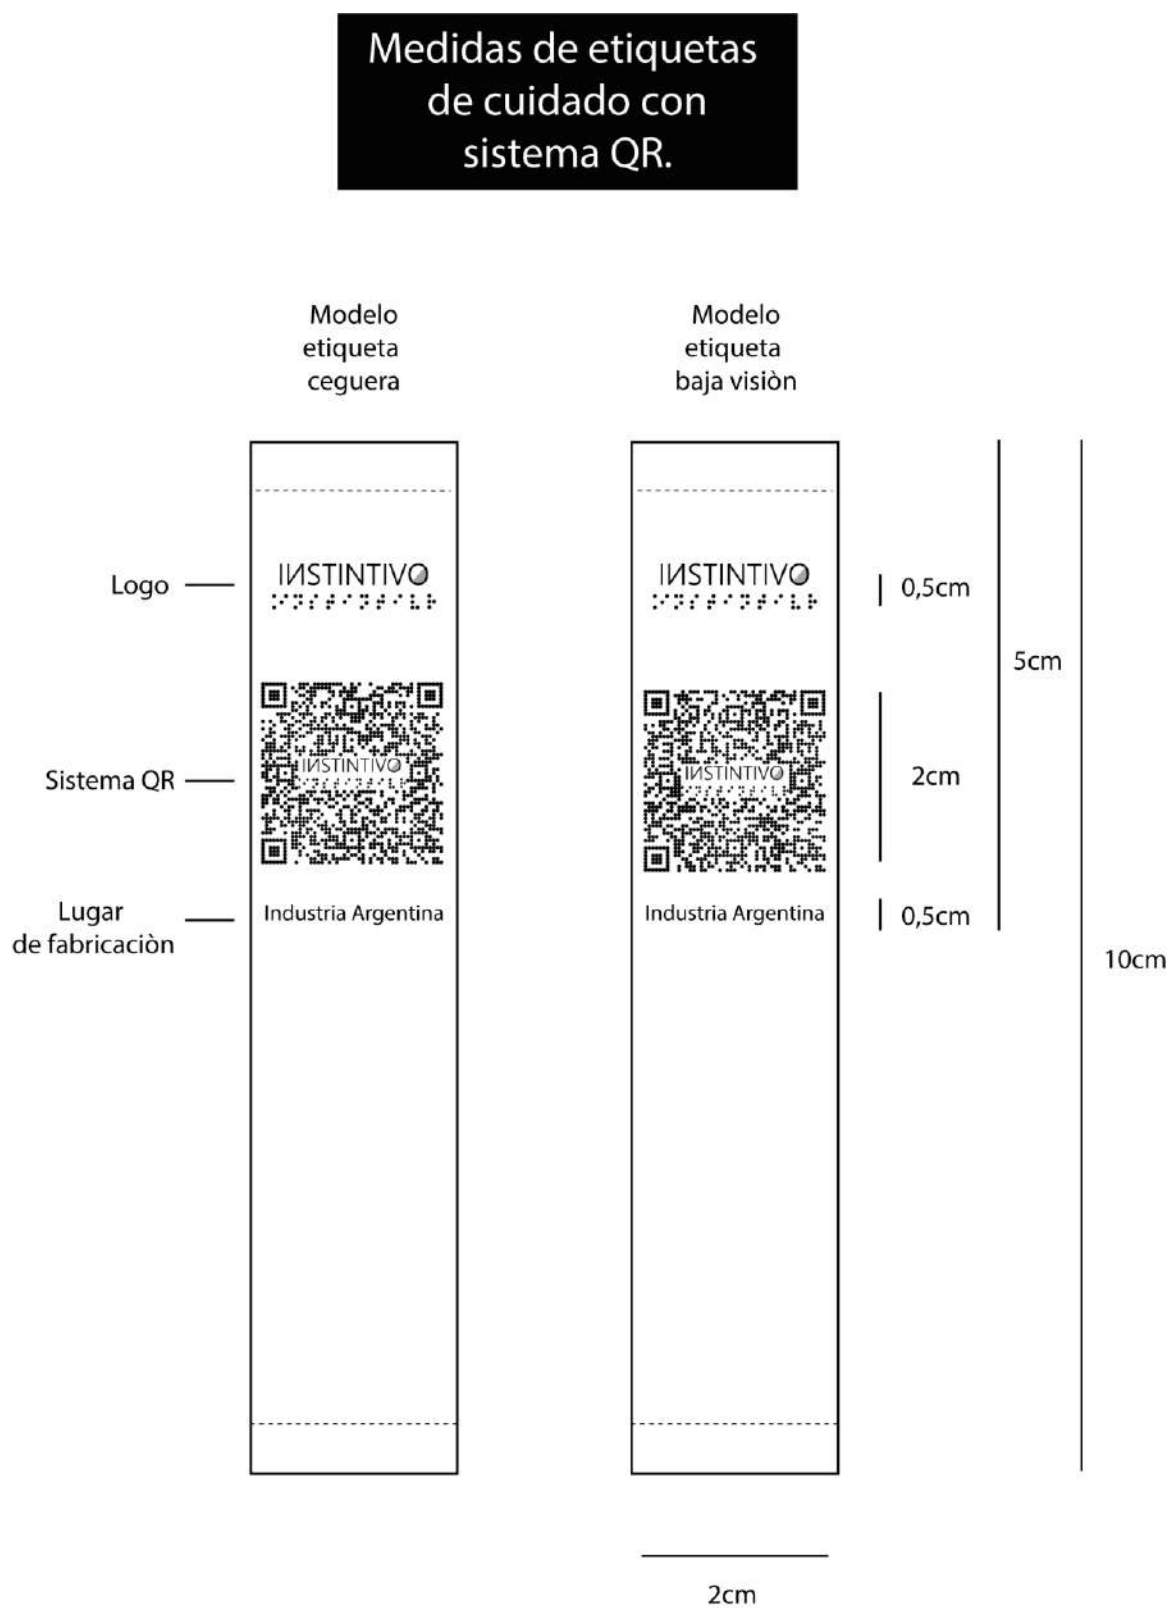 Medidas de etiquetas
de cuidado con
sistema QR.
Modelo
etiqueta
ceguera
Modelo
etiqueta
baja visiòn
Logo
INSTINTIVO
INSTINTIVO
0,5cm
5cm
Sistema QR
INSTINTIVO
INSTINTIVO
2cm
Lugar
de fabricaciòn
Industria Argentina
Industria Argentina
0,5cm
10cm
2cm